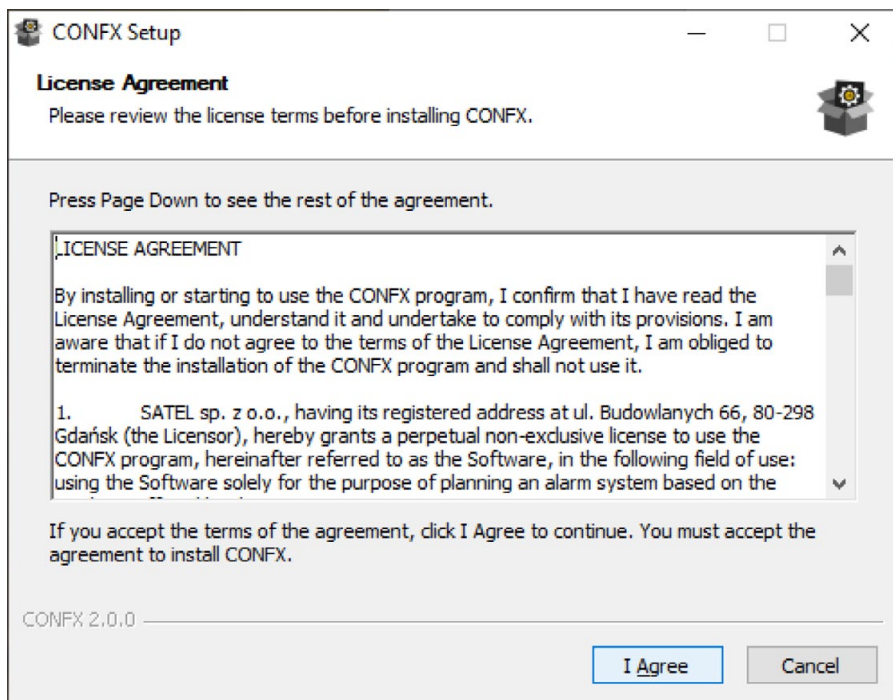 CONFX Setup
License Agreement
Please review the license terms before installing CONFX.
Press Page Down to see the rest of the agreement.
LICENSE AGREEMENT
By installing or starting to use the CONFX program, I confirm that I have read the
License Agreement, understand it and undertake to comply with its provisions. I am
aware that if I do not agree to the terms of the License Agreement, I am obliged to
terminate the installation of the CONFX program and shall not use it.
1. SATEL sp. z o.o., having its registered address at ul. Budowlanych 66, 80-298
Gdańsk (the Licensor), hereby grants a perpetual non-exclusive license to use the
CONFX program, hereinafter referred to as the Software, in the following field of use:
using the Software solely for the purpose of planning an alarm system based on the
If you accept the terms of the agreement, click I Agree to continue. You must accept the
agreement to install CONFX.
CONFX 2.0.0
I Agree
Cancel